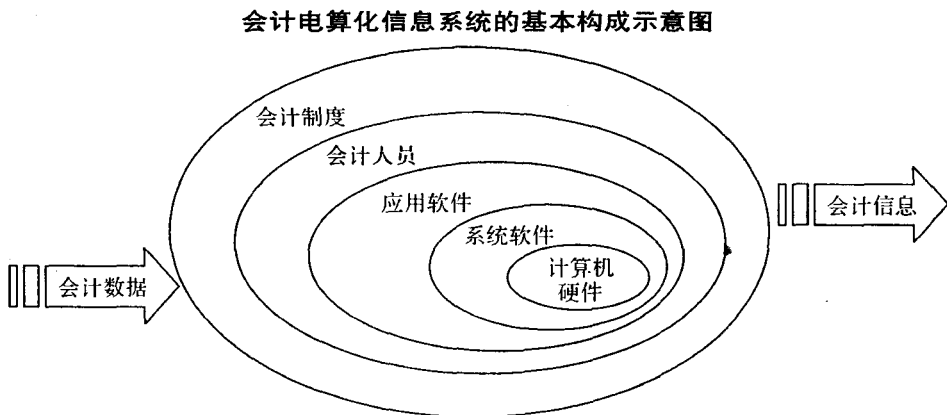 会计电算化信息系统的基本构成示意图
会计制度
会计人员
应用软件
系统软件
计算机
硬件
会计数据
会计信息